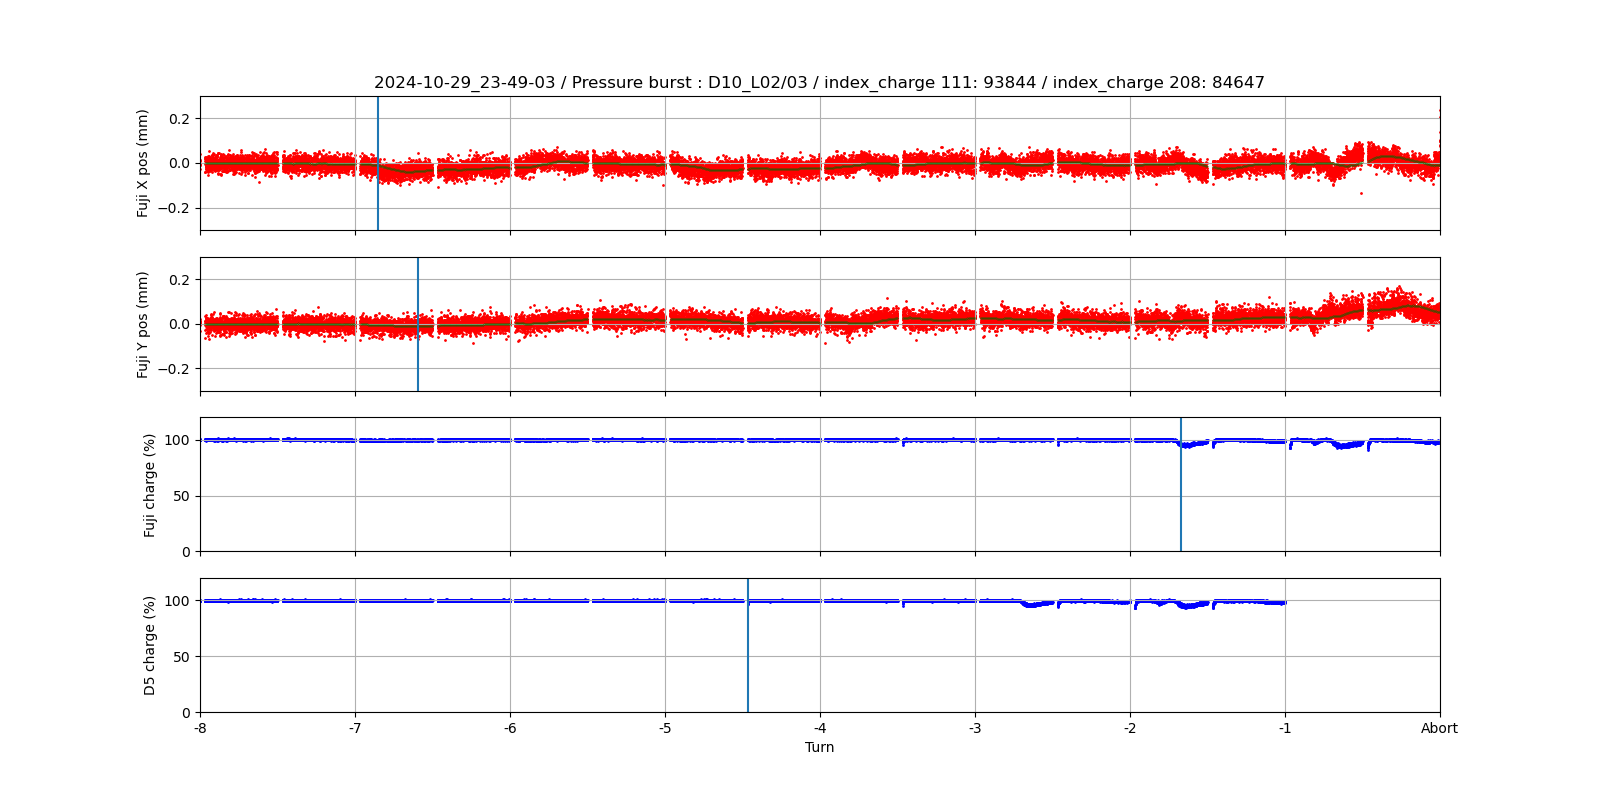 2024-10-29_23-49-03 / Pressure burst : D10_L02/03 / index_charge 111: 93844 / index_charge 208: 84647
Fuji X pos (mm)
0.2
0.0
−0.2
Fuji Y pos (mm)
0.2
0.0
−0.2
Fuji charge (%)
100
50
0
D5 charge (%)
100
50
0
-8 -7 -6 -5 -4 -3 -2 -1 Abort
Turn